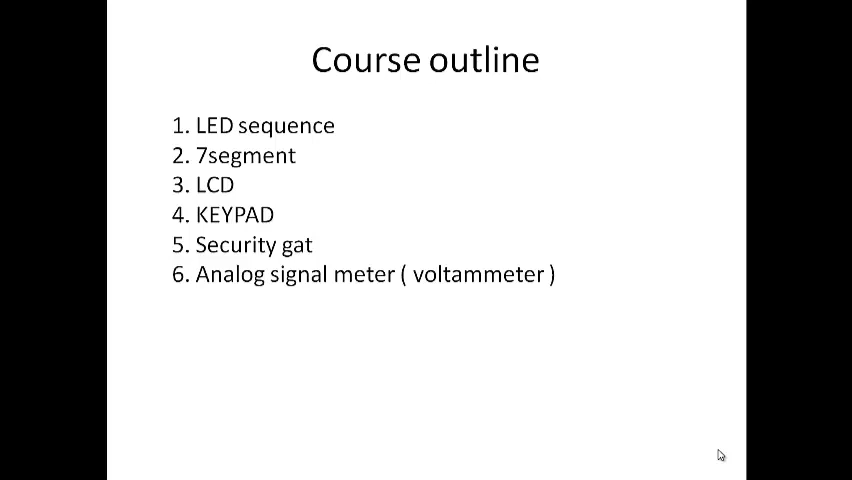 Course outline
1. LED sequence
2. 7segment
3. LCD
4. KEYPAD
5. Security gat
6. Analog signal meter ( voltammeter )